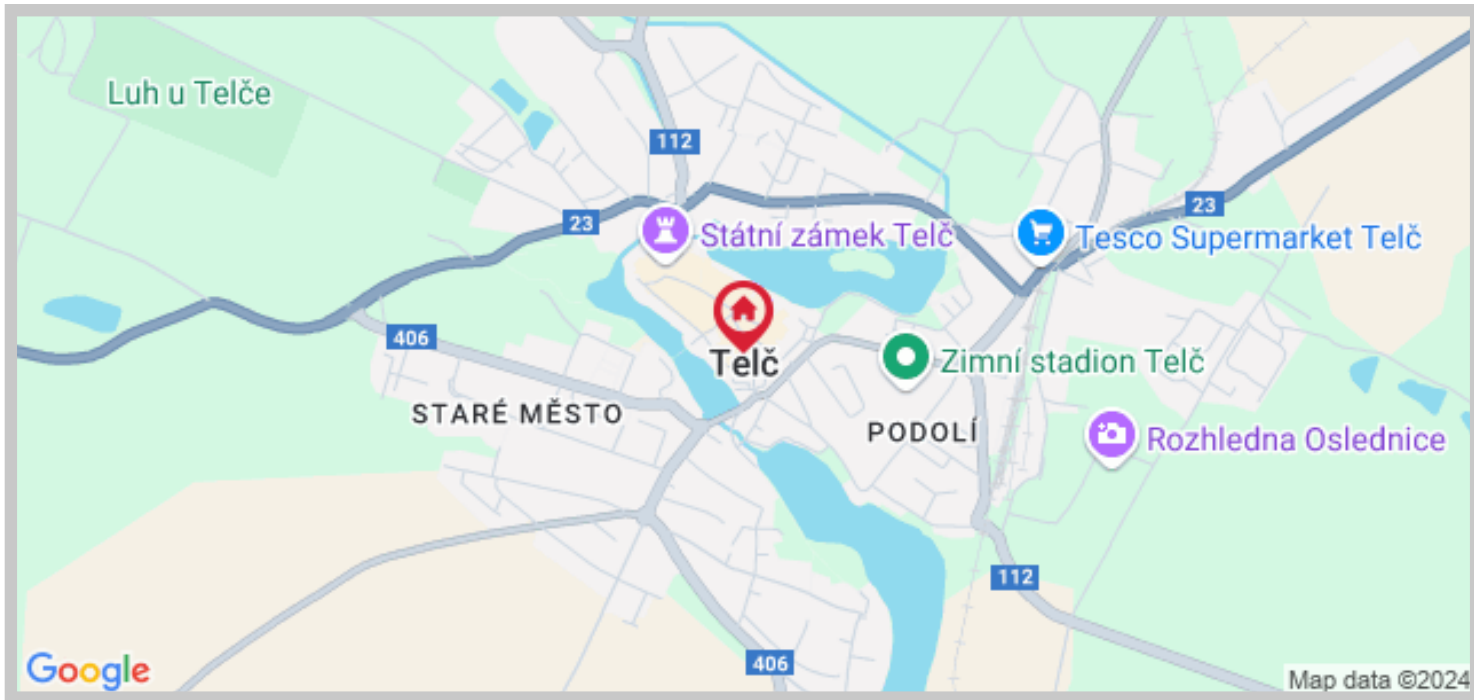 Luh u Telče
112
23
23
Státní zámek Telč
Tesco Supermarket Telč
406
Telč
Zimní stadion Telč
STARÉ MĚSTO
PODOLÍ
Rozhledna Oslednice
112
406
Google
Map data ©2024